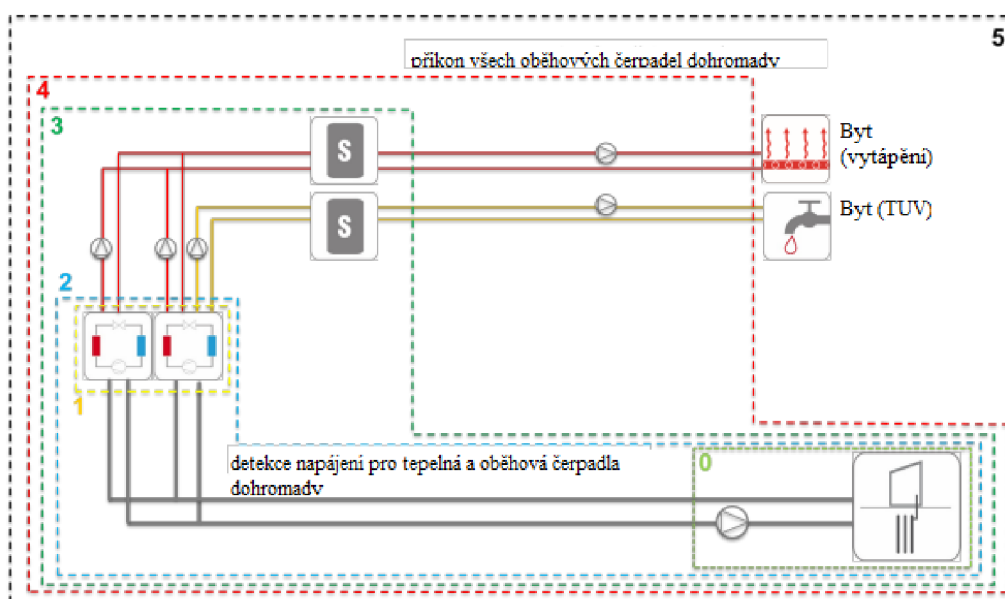 5
příkon všech oběhových čerpadel dohromady
4
3
S
Byt
(vytápění)
S
Byt (TUV)
2
1
detekce napájení pro tepelná a oběhová čerpadla
dohromady
0